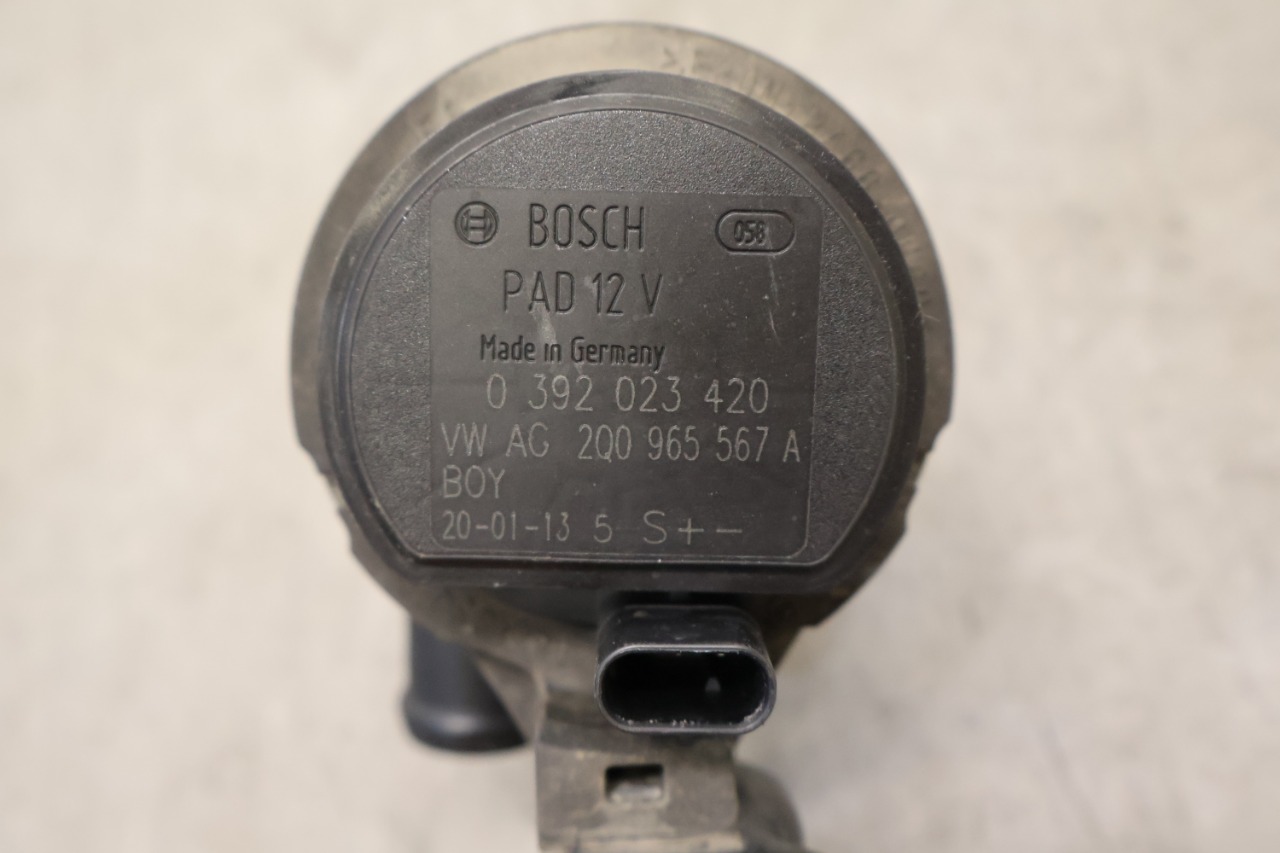 BOSCH 058
PAD 12 V
Made in Germany
0 392 023 420
VW AG 2Q0 965 567 A
BOY
20-01-13 5 S+-